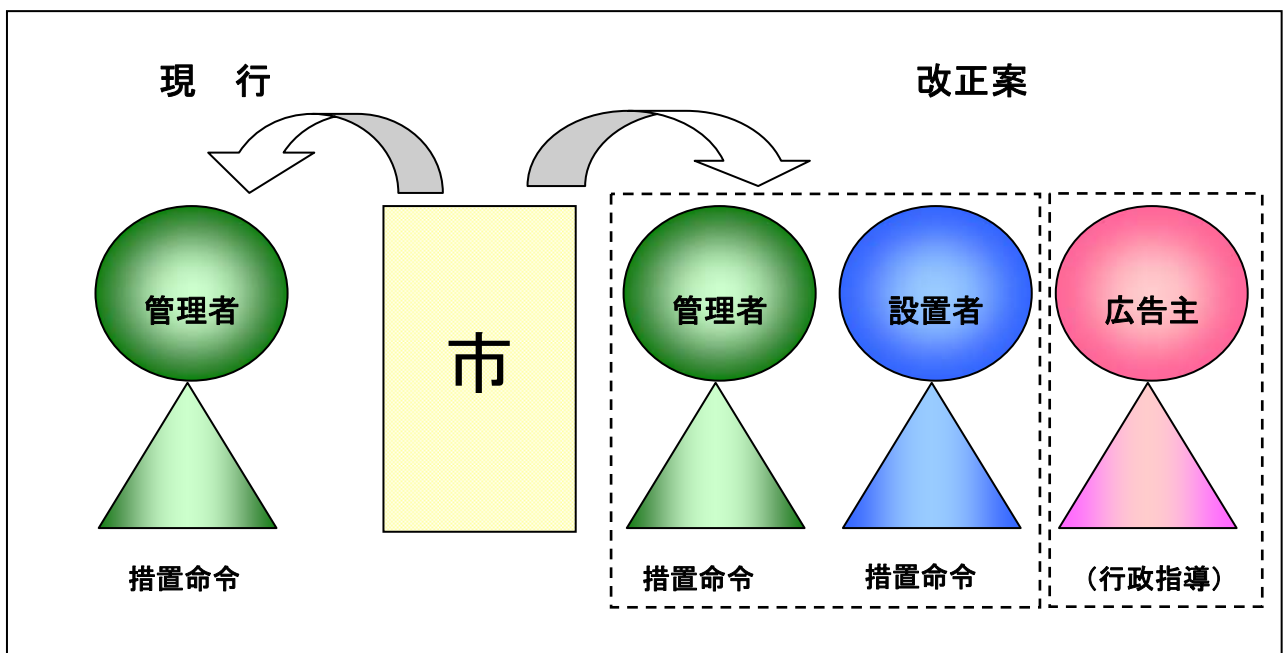 現　行
改正案
管理者
市
管理者
設置者
広告主
措置命令
措置命令
措置命令
（行政指導）